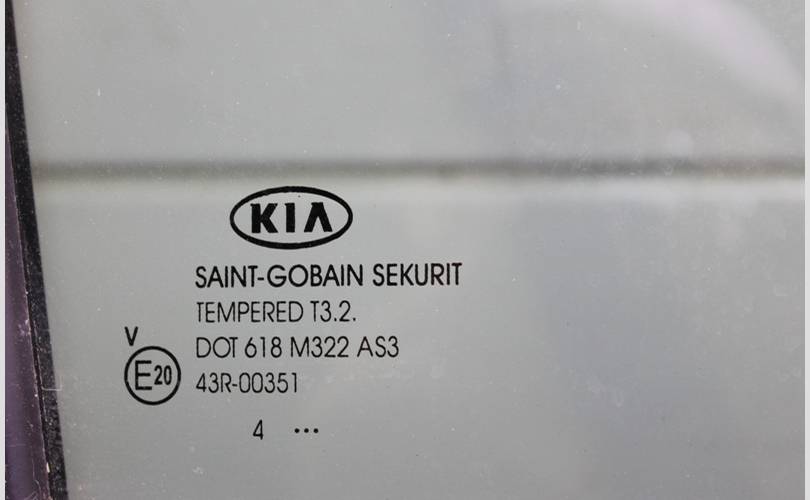 KIA
SAINT-GOBAIN SEKURIT
TEMPERED T3.2.
V
DOT 618 M322 AS3
E20
43R-00351
4 ...